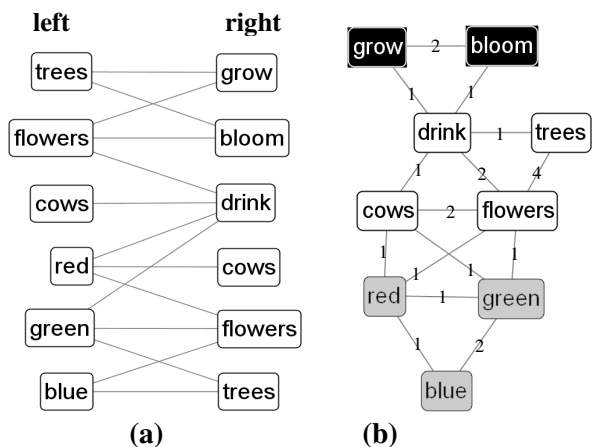 left right
trees grow
flowers bloom
cows drink
red cows
green flowers
blue trees
(a)
grow 2 bloom
1 1
drink 1 trees
1 2 4
cows 2 flowers
1 1 1 1
red 1 green
1 2
blue
(b)